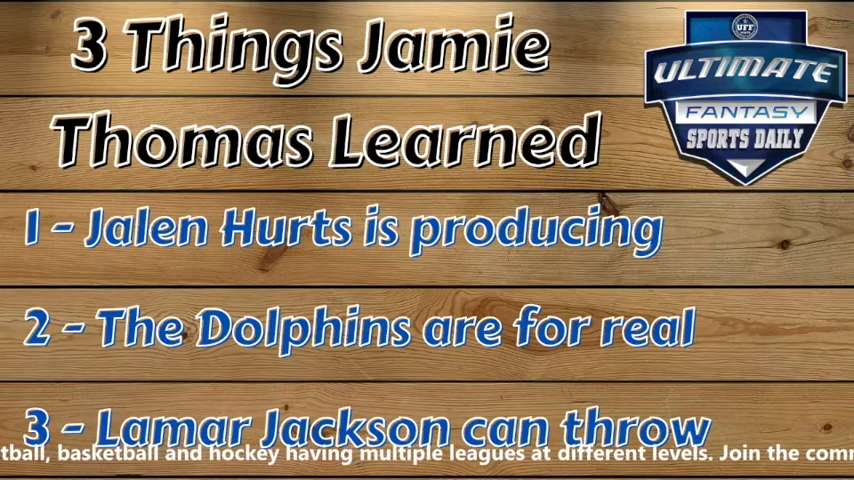 3 Things Jamie
Thomas Learned
UFF
ULTIMATE
FANTASY
SPORTS DAILY
1 - Jalen Hurts is producing
2 - The Dolphins are for real
3 - Lamar Jackson can throw
tball, basketball and hockey having multiple leagues at different levels. Join the comm